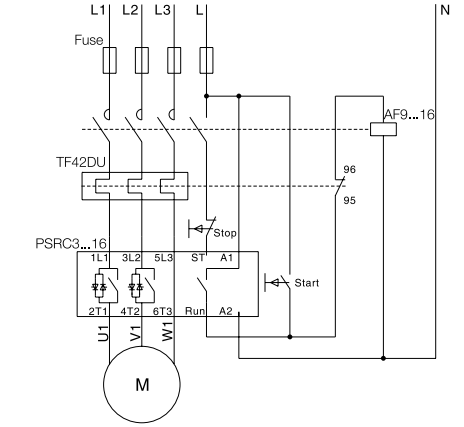 L1 L2 L3 L N
Fuse
AF9...16
TF42DU
96
95
Stop
PSRC3...16
1L1 3L2 5L3 ST A1
Start
2T1 4T2 6T3 Run A2
U1 V1 W1
M